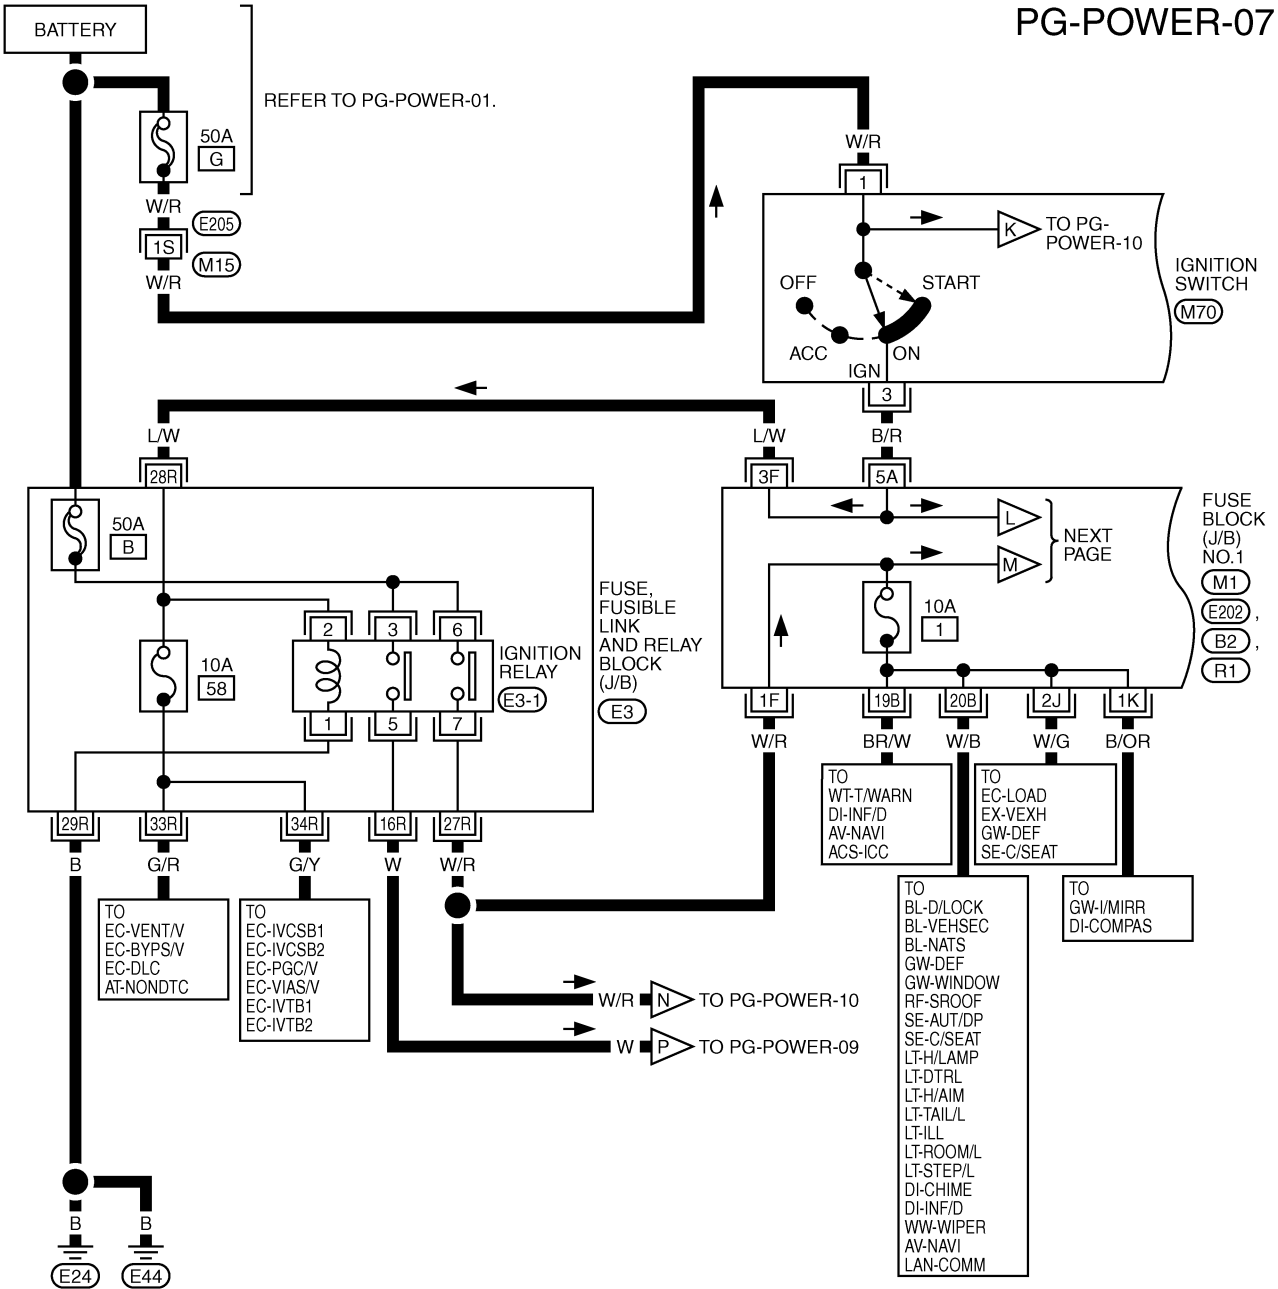 PG-POWER-07
BATTERY
REFER TO PG-POWER-01.
50A
G
W/R
E205
1S
M15
W/R
W/R
1
K
TO PG-
POWER-10
OFF
START
ACC
ON
IGN
IGNITION
SWITCH
M70
3
L/W
L/W
B/R
28R
3F
5A
50A
B
L
M
NEXT
PAGE
FUSE
BLOCK
(J/B)
NO.1
M1
E202 ,
B2 ,
R1
10A
1
2
3
6
10A
58
IGNITION
RELAY
E3-1
FUSE,
FUSIBLE
LINK
AND RELAY
BLOCK
(J/B)
E3
1
5
7
1F
19B
20B
2J
1K
W/R
BR/W
W/B
W/G
B/OR
29R
33R
34R
16R
27R
B
G/R
G/Y
W
W/R
TO
WT-T/WARN
DI-INF/D
AV-NAVI
ACS-ICC
TO
EC-LOAD
EX-VEXH
GW-DEF
SE-C/SEAT
TO
EC-VENT/V
EC-BYPS/V
EC-DLC
AT-NONDTC
TO
EC-IVCSB1
EC-IVCSB2
EC-PGC/V
EC-VIAS/V
EC-IVTB1
EC-IVTB2
TO
BL-D/LOCK
BL-VEHSEC
BL-NATS
GW-DEF
GW-WINDOW
RF-SROOF
SE-AUT/DP
SE-C/SEAT
LT-H/LAMP
LT-DTRL
LT-H/AIM
LT-TAIL/L
LT-ILL
LT-ROOM/L
LT-STEP/L
DI-CHIME
DI-INF/D
WW-WIPER
AV-NAVI
LAN-COMM
TO
GW-I/MIRR
DI-COMPAS
W/R
N
TO PG-POWER-10
W
P
TO PG-POWER-09
B
B
E24
E44